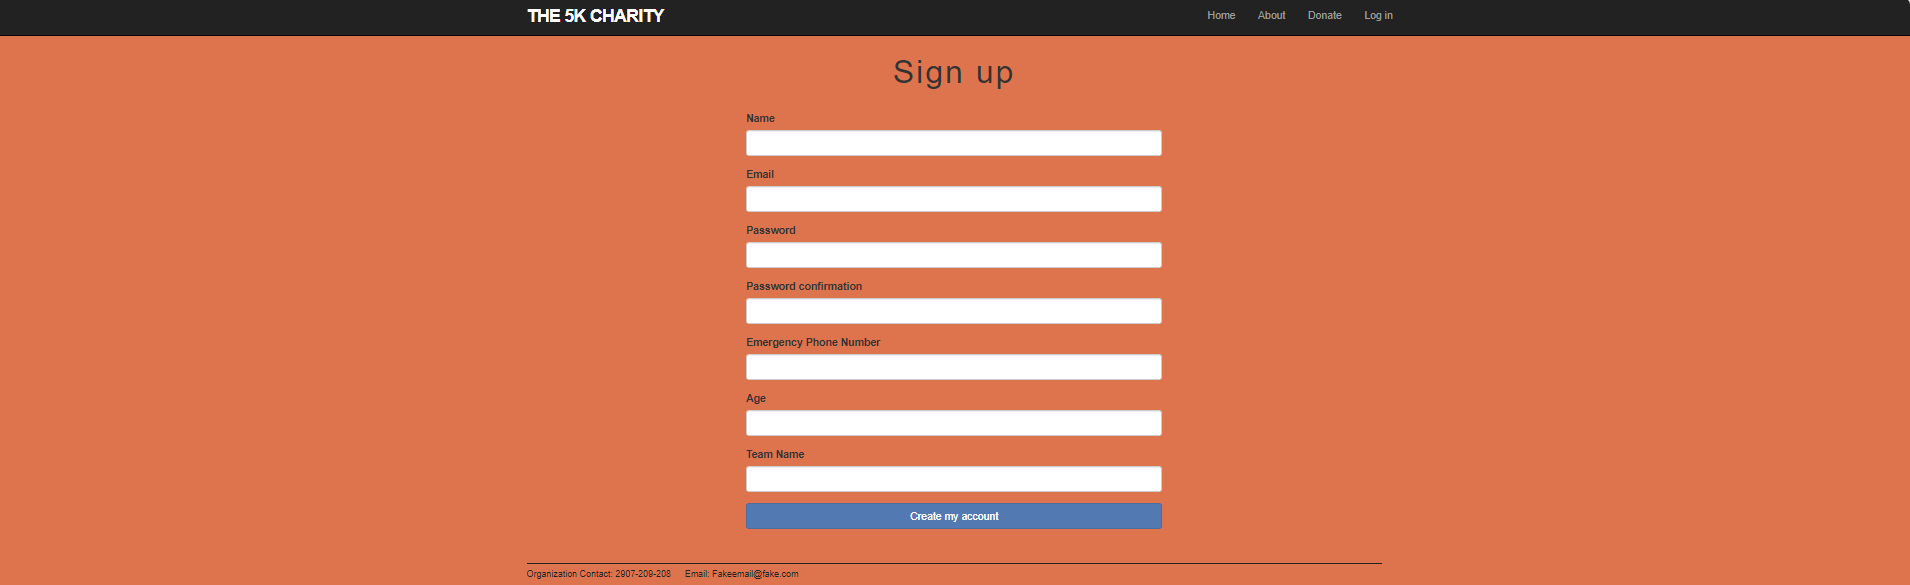 THE 5K CHARITY Home About Donate Log in
Sign up
Name
Email
Password
Password confirmation
Emergency Phone Number
Age
Team Name
Create my account
Organization Contact: 2907-209-208 Email: Fakeemail@fake.com